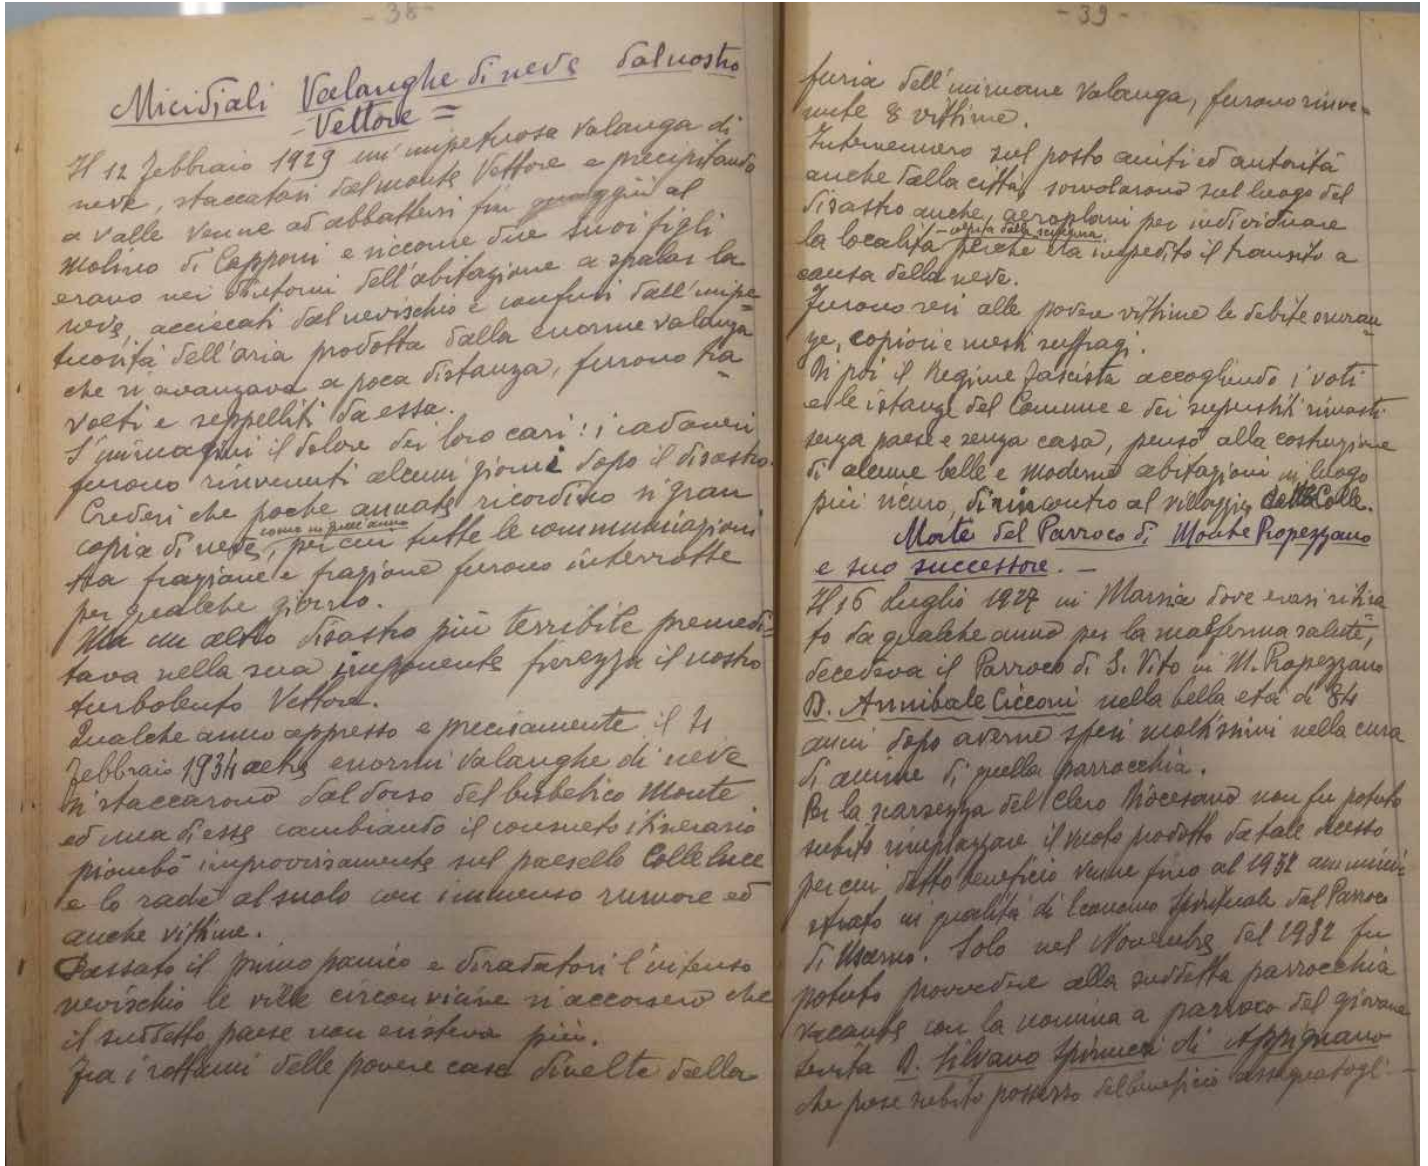 - 38 -
Micidiali Valanghe di neve dal nostro
- Vettore =
Il 12 Febbraio 1929 un'impetuosa valanga di
neve, staccatasi dal monte Vettore e precipitando
a valle venne ad abbattersi fin quaggiù al
molino di Capponi e siccome due suoi figli
erano nei dintorni dell'abitazione a spalar la
neve, acciecati dal nevischio e confusi dall'impe=
tuosità dell'aria prodotta dalla enorme valanga
che si avanzava a poca distanza, furono tra=
volti e seppelliti da essa.
S'immagini il dolore dei loro cari: i cadaveri
furono rinvenuti alcuni giorni dopo il disastro.
Credesi che poche annate ricordino sì gran
come in quell'anno
copia di neve, per cui tutte le communicazioni
tra frazione e frazione furono interrotte
per qualche giorno.
Ma un altro disastro più terribile premedi=
tava nella sua imponente fierezza il nostro
turbolento Vettore.
Qualche anno appresso e precisamente il
Febbraio 1934 altre enormi valanghe di neve
si staccarono dal dorso del bisbetico Monte
ed una di esse cambiando il consueto itinerario
piombò improvvisamente sul paesello Colleluce
e lo rade al suolo con immenso rumore ed
anche vittime.
Passato il primo panico e diradatosi l'intenso
nevischio le ville circonvicine si accorsero che
il suddetto paese non esisteva più.
Fra i rottami delle povere case divelte dalla
- 39 -
furia dell'immane valanga, furono rinve=
nute 8 vittime.
Intervennero sul posto aiuti ed autorità
anche dalla città, sorvolarono sul luogo del
disastro anche, aeroplani per individuare
la località perchè era impedito il transito a
causa della neve.
Furono resi alle povere vittime le debite onoran=
ze, copiosi e mesti suffragi.
Di poi il Regime fascista accogliendo i voti
e le istanze del Comune e dei superstiti rimasti
senza paese e senza casa, pensò alla costruzione
di alcune belle e moderne abitazioni in luogo
più sicuro, di rincontro al villaggio Colle.
Morte del Parroco di Monte Propezzano
e suo successore. -
Il 16 Luglio 1927 in Marsia dove erasi ritira=
to da qualche anno per la malferma salute,
decedeva il Parroco di S. Vito in M. Propezzano
D. Annibale Cicconi nella bella età di 84
anni dopo averne spesi moltissimi nella cura
di anime di quella parrocchia.
Per la scarsezza del Clero Diocesano non fu potuto
subito rimpiazzare il vuoto prodotto da tale decesso
per cui detto beneficio venne fino al 1932 ammini=
strato in qualità di Economo Spirituale dal Parroco
di Uscerno. Solo nel Novembre del 1932 fu
potuto provvedere alla suddetta parrocchia
vacante con la nomina a parroco del giovane
D. Silvano Spinucci di Appignano
che prese subito possesso del beneficio assegnatogli. -